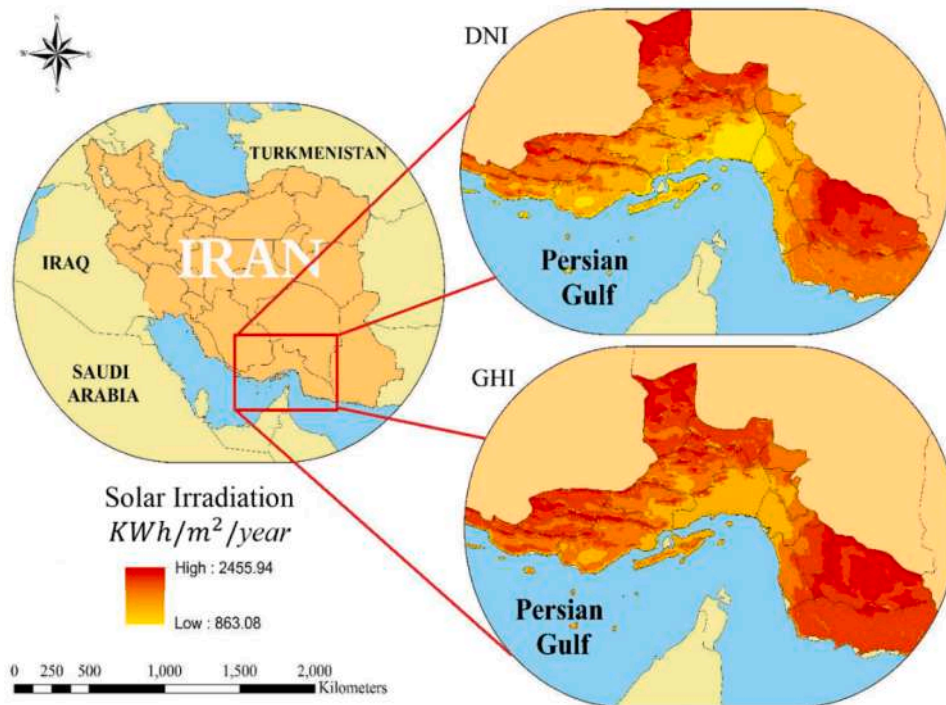 N
W
E
S
DNI
TURKMENISTAN
IRAN
IRAQ
SAUDI
ARABIA
Persian
Gulf
GHI
Persian
Gulf
Solar Irradiation
KWh/m²/year
High : 2455.94
Low : 863.08
0 250 500 1,000 1,500 2,000
Kilometers